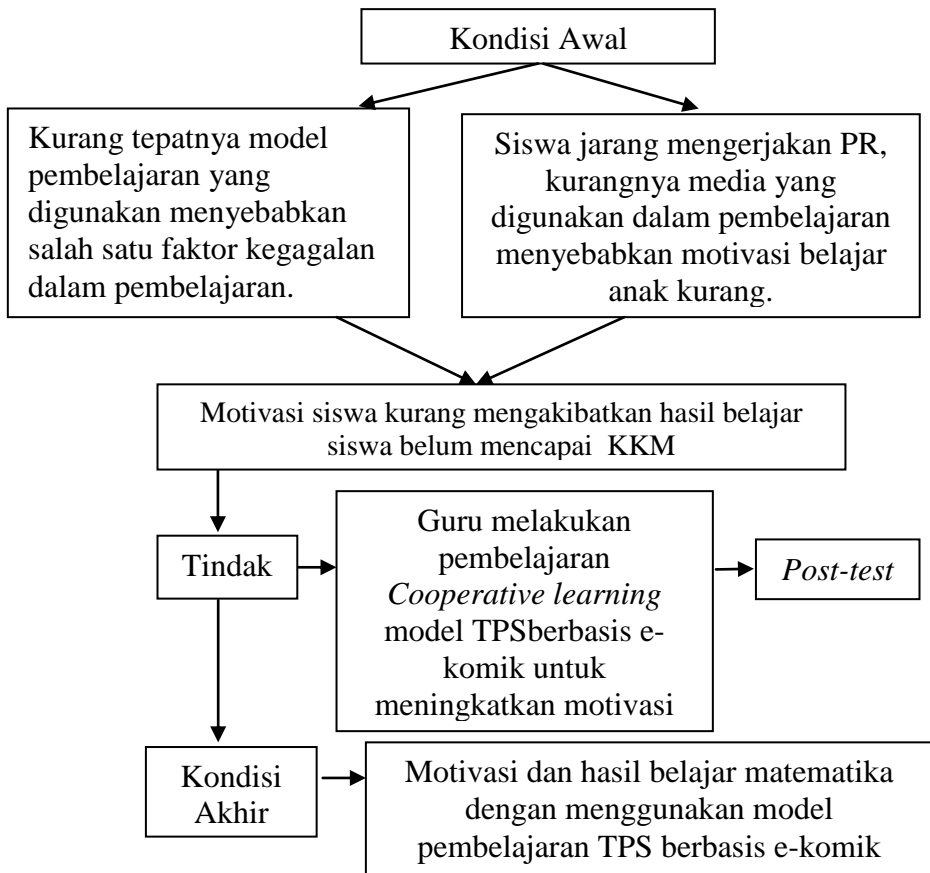 Kondisi Awal
Kurang tepatnya model
pembelajaran yang
digunakan menyebabkan
salah satu faktor kegagalan
dalam pembelajaran.
Siswa jarang mengerjakan PR,
kurangnya media yang
digunakan dalam pembelajaran
menyebabkan motivasi belajar
anak kurang.
Motivasi siswa kurang mengakibatkan hasil belajar
siswa belum mencapai KKM
Tindak
Guru melakukan
pembelajaran
Cooperative learning
model TPSberbasis e-
komik untuk
meningkatkan motivasi
Post-test
Kondisi
Akhir
Motivasi dan hasil belajar matematika
dengan menggunakan model
pembelajaran TPS berbasis e-komik